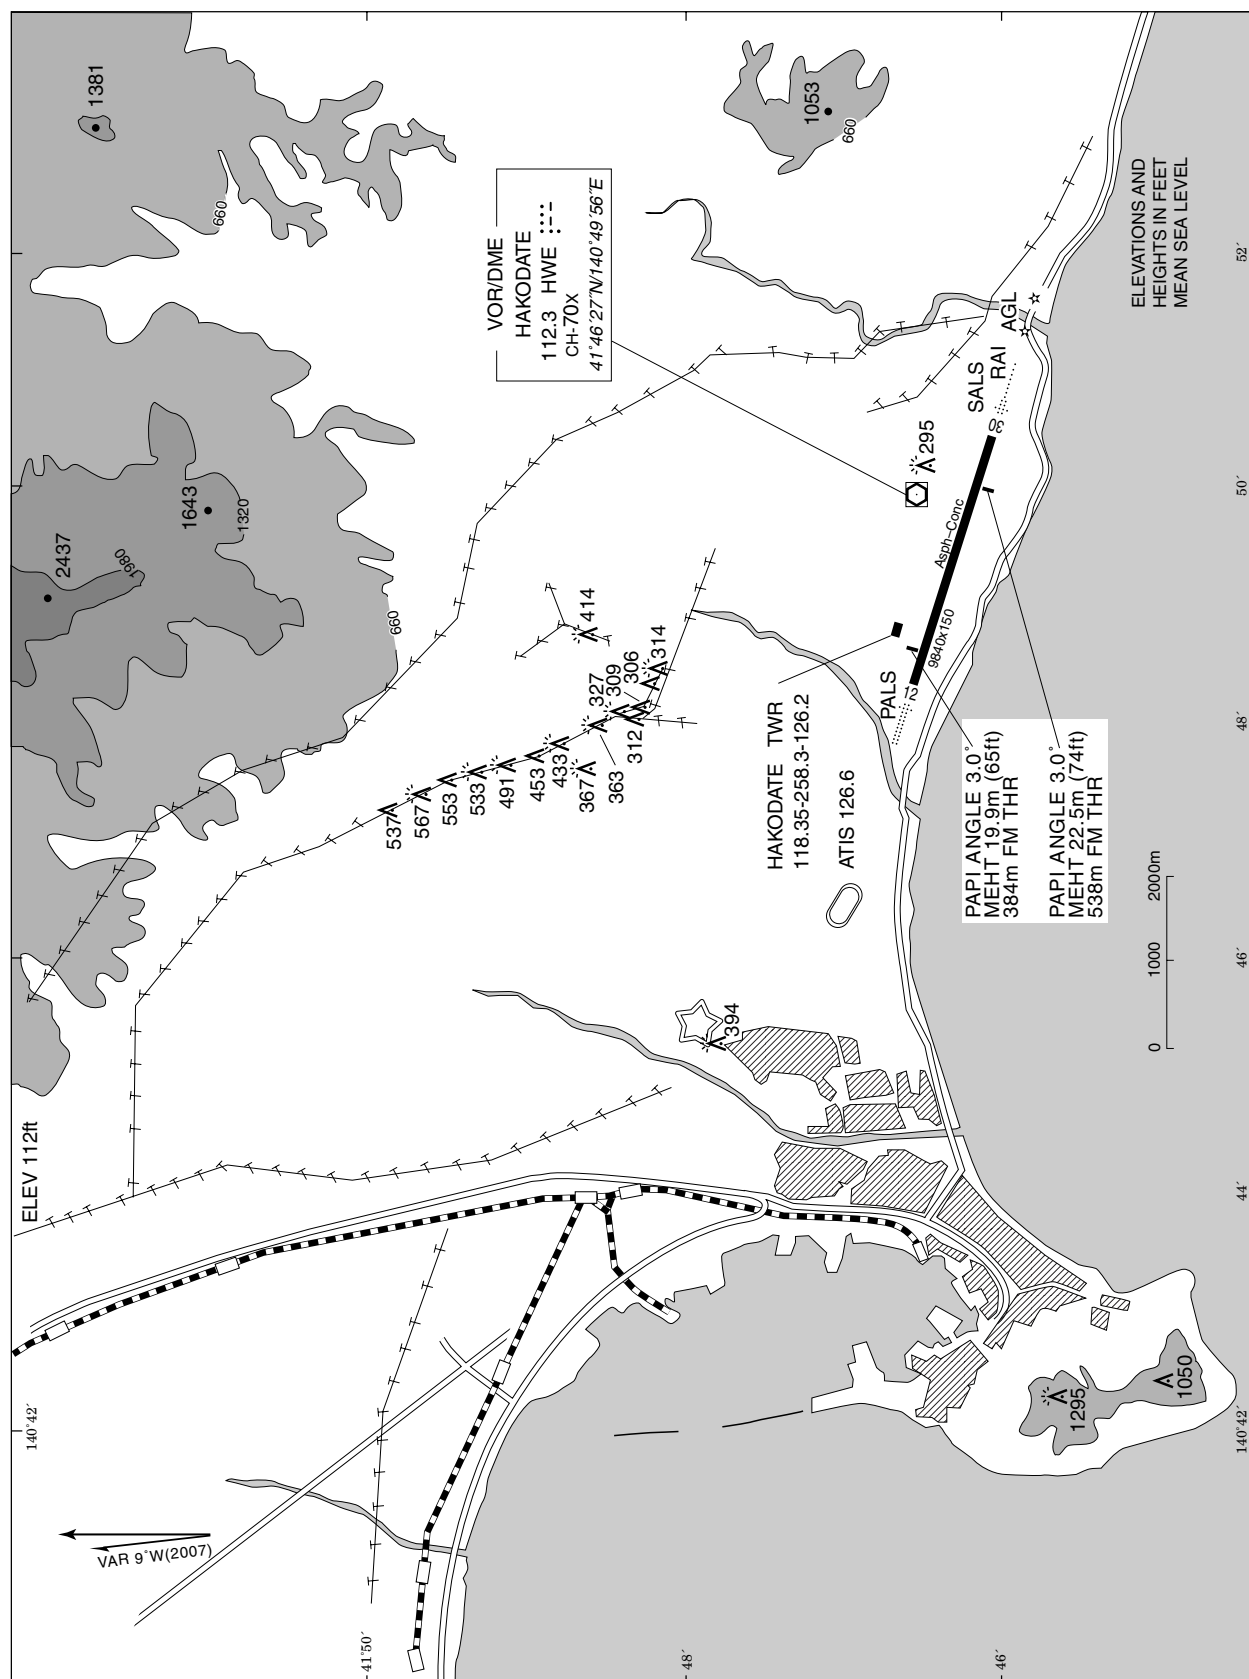 ELEV 112ft
VAR 9°W(2007)
1381
660
2437
1980
1643
1320
660
1053
660
VOR/DME
HAKODATE
112.3 HWE
CH-70X
41°46′27″N/140°49′56″E
537
567
553
533
491
453
433
367
363
327
309
306
312
314
414
295
394
1295
1050
HAKODATE TWR
118.35-258.3-126.2
ATIS 126.6
PALS
12
9840x150
Asph-Conc
30
SALS
RAI
AGL
PAPI ANGLE 3.0°
MEHT 19.9m (65ft)
384m FM THR
PAPI ANGLE 3.0°
MEHT 22.5m (74ft)
538m FM THR
ELEVATIONS AND
HEIGHTS IN FEET
MEAN SEA LEVEL
0 1000 2000m
140°42′
140°42′
44′
46′
48′
50′
52′
41°50′
48′
46′